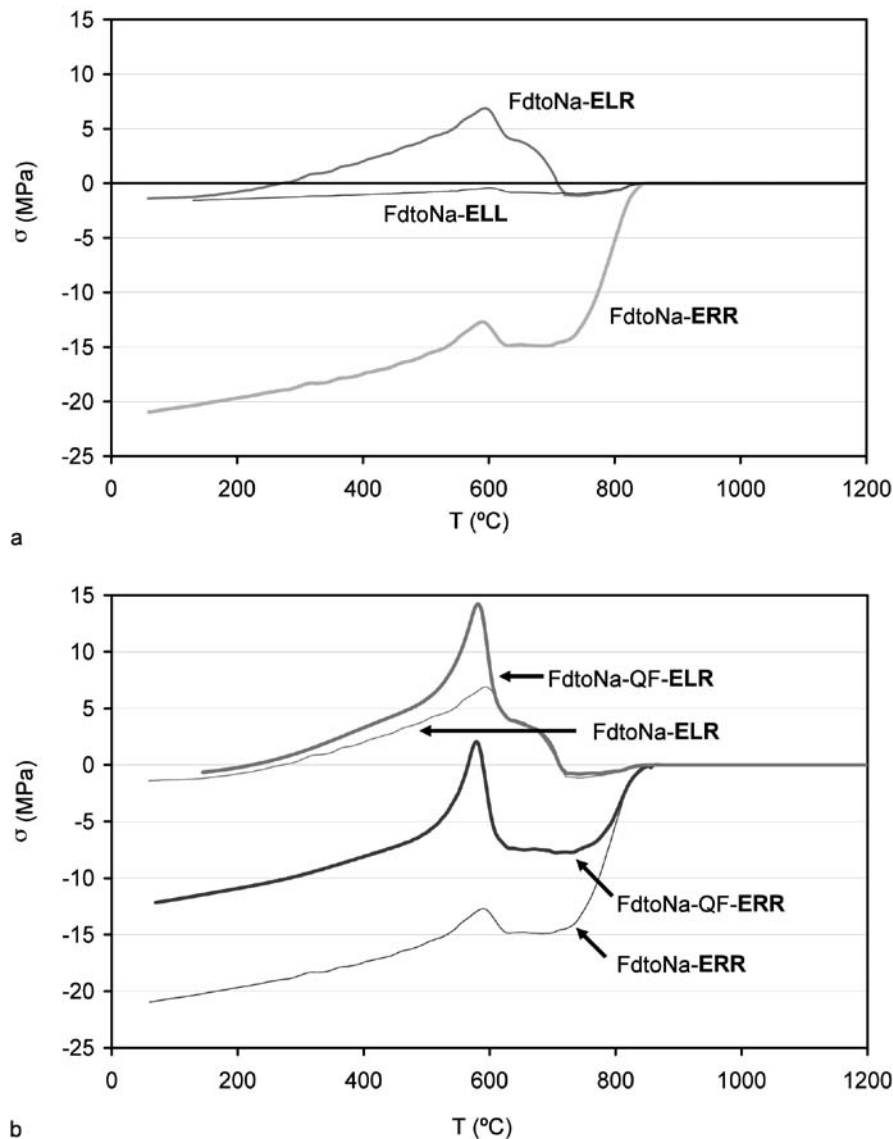 15
10
5
0
-5
-10
-15
-20
-25
σ (MPa)
FdtoNa-ELR
FdtoNa-ELL
FdtoNa-ERR
0 200 400 600 800 1000 1200
T (ºC)
a
15
10
5
0
-5
-10
-15
-20
-25
σ (MPa)
FdtoNa-QF-ELR
FdtoNa-ELR
FdtoNa-QF-ERR
FdtoNa-ERR
0 200 400 600 800 1000 1200
T (ºC)
b